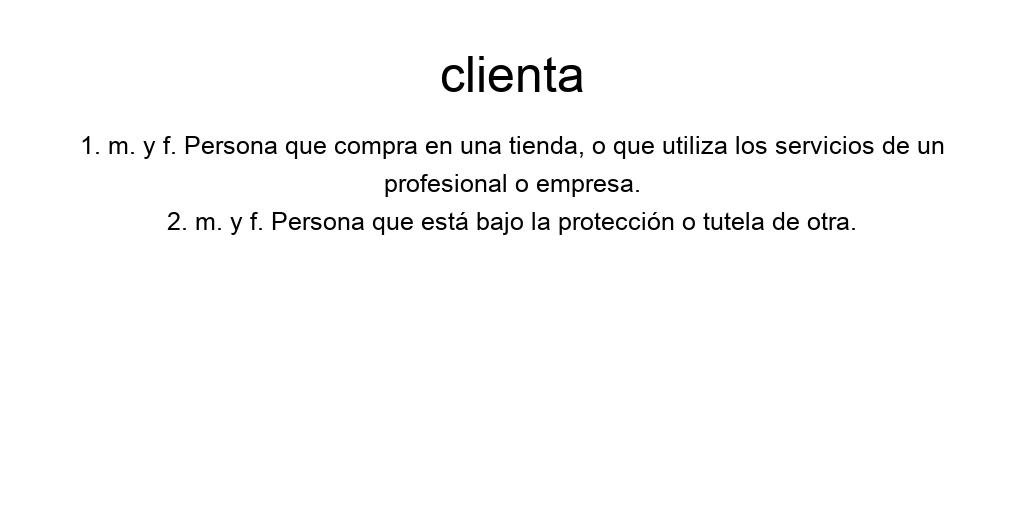 clienta
1. m. y f. Persona que compra en una tienda, o que utiliza los servicios de un
profesional o empresa.
2. m. y f. Persona que está bajo la protección o tutela de otra.